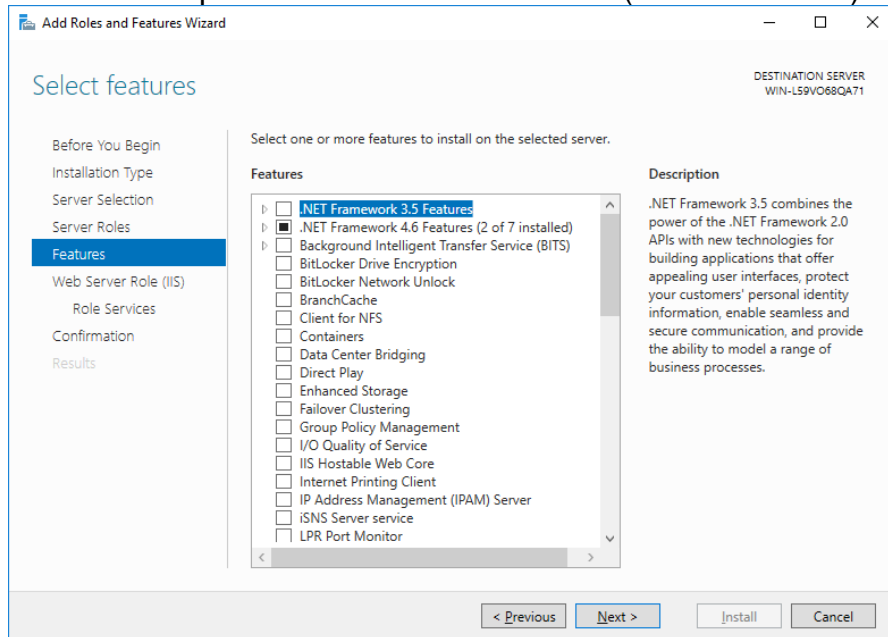 Add Roles and Features Wizard
Select features
DESTINATION SERVER
WIN-L59VO68QA71
Before You Begin
Installation Type
Server Selection
Server Roles
Features
Web Server Role (IIS)
Role Services
Confirmation
Results
Select one or more features to install on the selected server.
Features
.NET Framework 3.5 Features
.NET Framework 4.6 Features (2 of 7 installed)
Background Intelligent Transfer Service (BITS)
BitLocker Drive Encryption
BitLocker Network Unlock
BranchCache
Client for NFS
Containers
Data Center Bridging
Direct Play
Enhanced Storage
Failover Clustering
Group Policy Management
I/O Quality of Service
IIS Hostable Web Core
Internet Printing Client
IP Address Management (IPAM) Server
iSNS Server service
LPR Port Monitor
Description
.NET Framework 3.5 combines the
power of the .NET Framework 2.0
APIs with new technologies for
building applications that offer
appealing user interfaces, protect
your customers' personal identity
information, enable seamless and
secure communication, and provide
the ability to model a range of
business processes.
< Previous
Next >
Install
Cancel